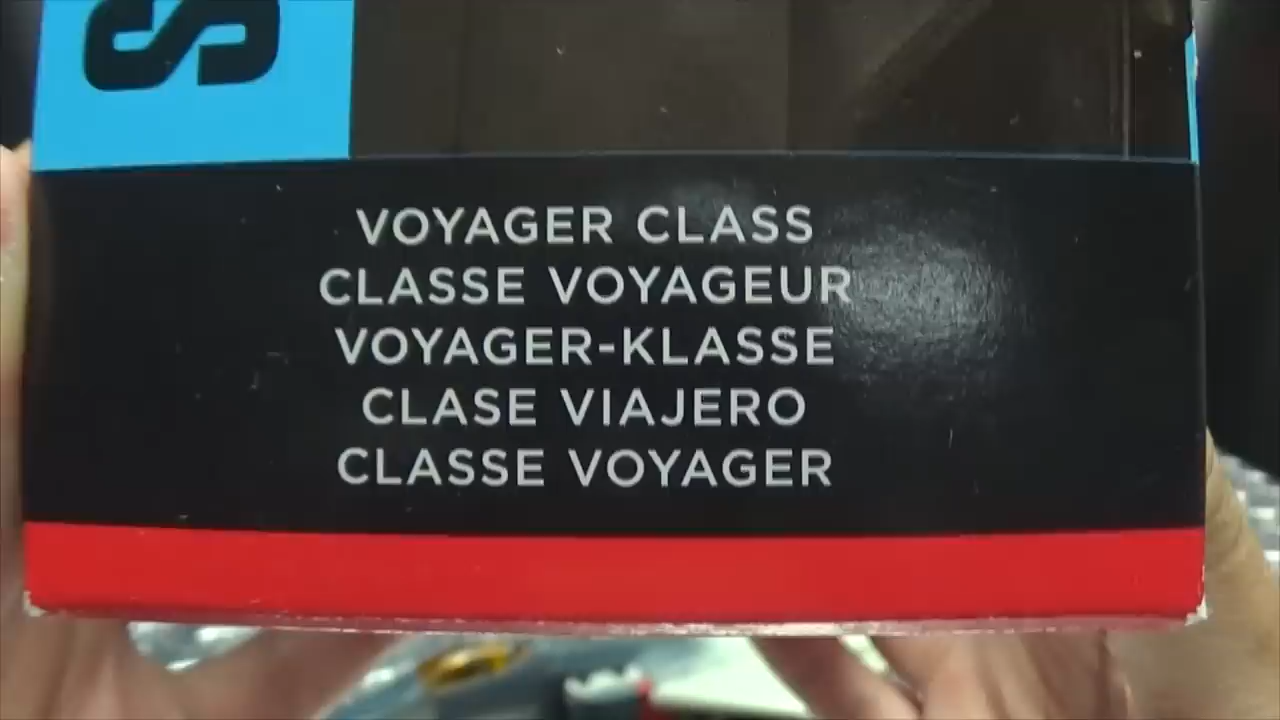 S
VOYAGER CLASS
CLASSE VOYAGEUR
VOYAGER-KLASSE
CLASE VIAJERO
CLASSE VOYAGER